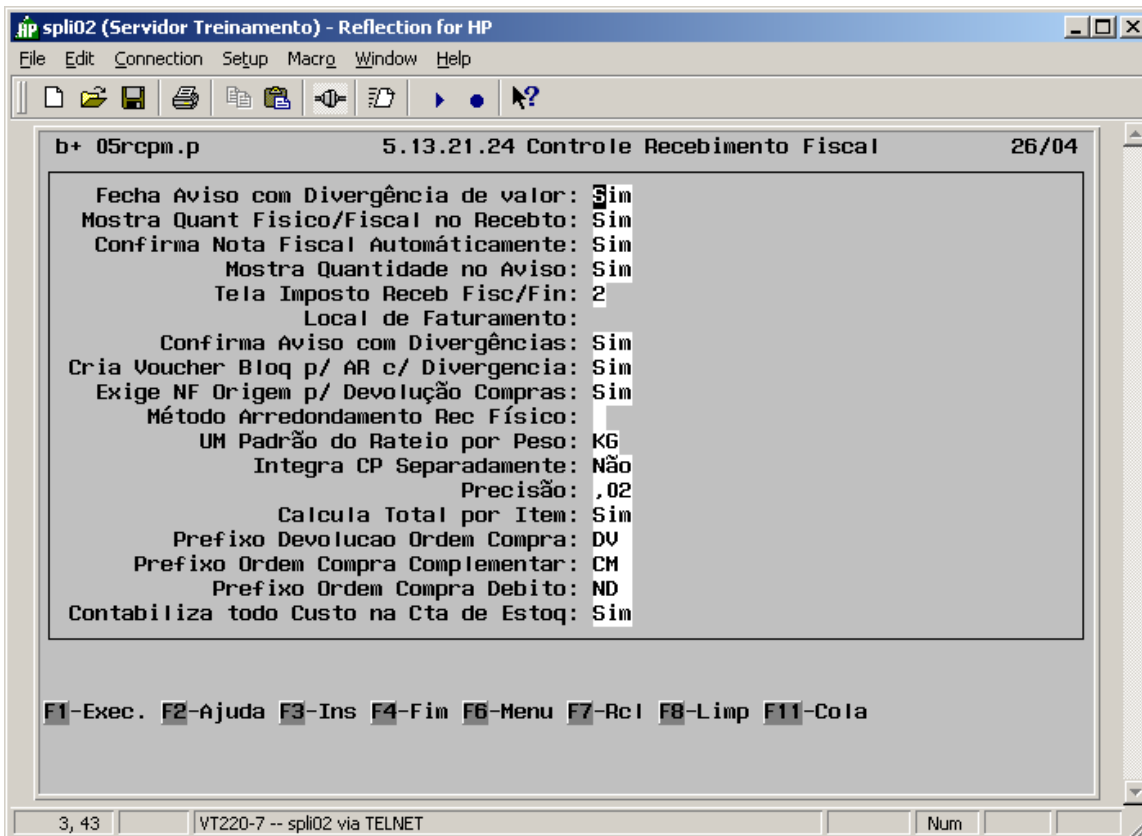 spli02 (Servidor Treinamento) - Reflection for HP
File Edit Connection Setup Macro Window Help
b+ 05rcpm.p 5.13.21.24 Controle Recebimento Fiscal 26/04
Fecha Aviso com Divergência de valor: Sim
Mostra Quant Fisico/Fiscal no Recebto: Sim
Confirma Nota Fiscal Automáticamente: Sim
Mostra Quantidade no Aviso: Sim
Tela Imposto Receb Fisc/Fin: 2
Local de Faturamento:
Confirma Aviso com Divergências: Sim
Cria Voucher Bloq p/ AR c/ Divergencia: Sim
Exige NF Origem p/ Devolução Compras: Sim
Método Arredondamento Rec Físico:
UM Padrão do Rateio por Peso: KG
Integra CP Separadamente: Não
Precisão: ,02
Calcula Total por Item: Sim
Prefixo Devolucao Ordem Compra: DV
Prefixo Ordem Compra Complementar: CM
Prefixo Ordem Compra Debito: ND
Contabiliza todo Custo na Cta de Estoq: Sim
F1-Exec. F2-Ajuda F3-Ins F4-Fim F6-Menu F7-Rcl F8-Limp F11-Cola
3, 43 VT220-7 -- spli02 via TELNET Num